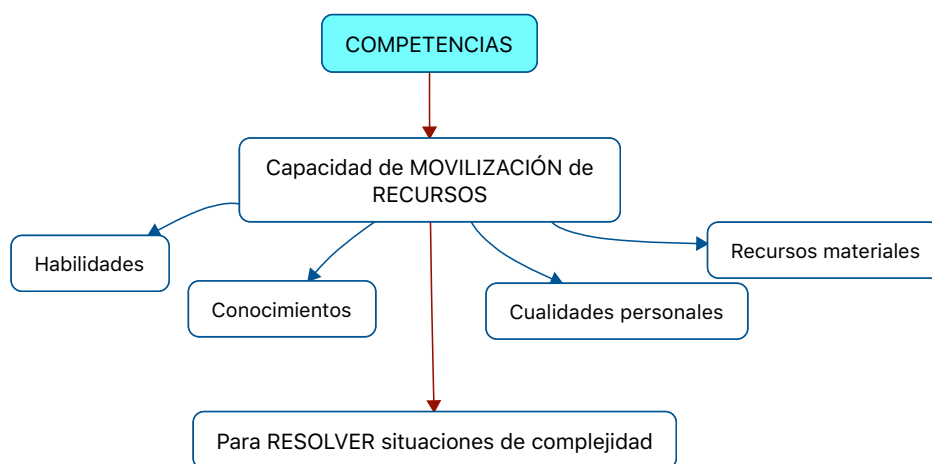 COMPETENCIAS
Capacidad de MOVILIZACIÓN de
RECURSOS
Habilidades
Conocimientos
Cualidades personales
Recursos materiales
Para RESOLVER situaciones de complejidad